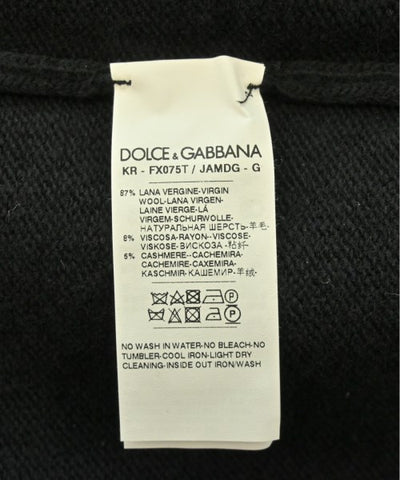 DOLCE & GABBANA
KR - FX075T / JAMDG - G
87% LANA VERGINE-VIRGIN
WOOL-LANA VIRGEN-
LAINE VIERGE-LÁ
VIRGEM-SCHURWOLLE-
НАТУРАЛЬНАЯ ШЕРСТЬ-羊毛
8% VISCOSA-RAYON--VISCOSE-
VISKOSE-ВИСКОЗА-粘纤
5% CASHMERE--CACHEMIRA-
CACHEMIRE-CAXEMIRA-
KASCHMIR-КАШЕМИР-羊绒
NO WASH IN WATER-NO BLEACH-NO
TUMBLER-COOL IRON-LIGHT DRY
CLEANING-INSIDE OUT IRON/WASH